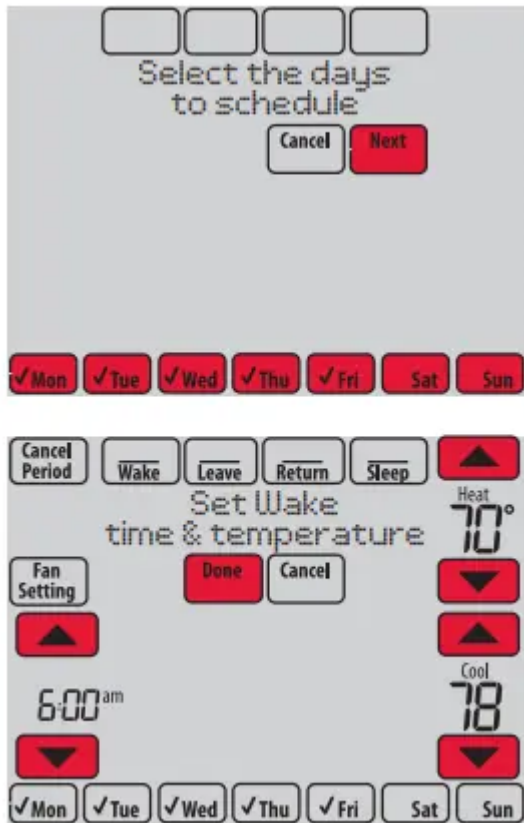 Select the days
to schedule
Cancel Next
✓Mon ✓Tue ✓Wed ✓Thu ✓Fri Sat Sun
Cancel
Period
Wake Leave Return Sleep
Set Wake
time & temperature
Heat
70°
Fan
Setting
Done Cancel
6:00 am
Cool
78
✓Mon ✓Tue ✓Wed ✓Thu ✓Fri Sat Sun